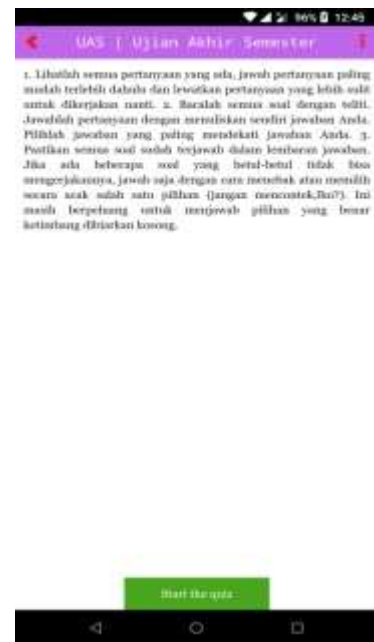 96% 12:45
UAS | Ujian Akhir Semester
1. Lihatlah semua pertanyaan yang ada, jawab pertanyaan paling
mudah terlebih dahulu dan lewatkan pertanyaan yang lebih sulit
untuk dikerjakan nanti. 2. Bacalah semua soal dengan teliti.
Jawablah pertanyaan dengan menuliskan sendiri jawaban Anda.
Pilihlah jawaban yang paling mendekati jawaban Anda. 3.
Pastikan semua soal sudah terjawab dalam lembaran jawaban.
Jika ada beberapa soal yang betul-betul tidak bisa
mengerjakannya, jawab saja dengan cara menebak atau memilih
secara acak salah satu pilihan (jangan mencontek, Bro?). Ini
masih berpeluang untuk menjawab pilihan yang benar
ketimbang dibiarkan kosong.
Start the quiz